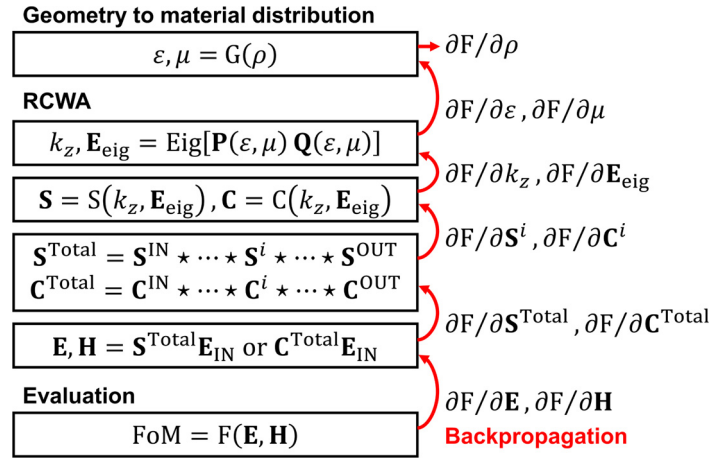 Geometry to material distribution
ε, μ = G(ρ)
∂F/∂ρ
∂F/∂ε , ∂F/∂μ
RCWA
k_z, E_eig = Eig[P(ε, μ) Q(ε, μ)]
∂F/∂k_z , ∂F/∂E_eig
S = S(k_z, E_eig) , C = C(k_z, E_eig)
∂F/∂S^i , ∂F/∂C^i
S^Total = S^IN ⋆ ⋯ ⋆ S^i ⋆ ⋯ ⋆ S^OUT
C^Total = C^IN ⋆ ⋯ ⋆ C^i ⋆ ⋯ ⋆ C^OUT
∂F/∂S^Total , ∂F/∂C^Total
E, H = S^Total E_IN or C^Total E_IN
∂F/∂E , ∂F/∂H
Evaluation
FoM = F(E, H)
Backpropagation